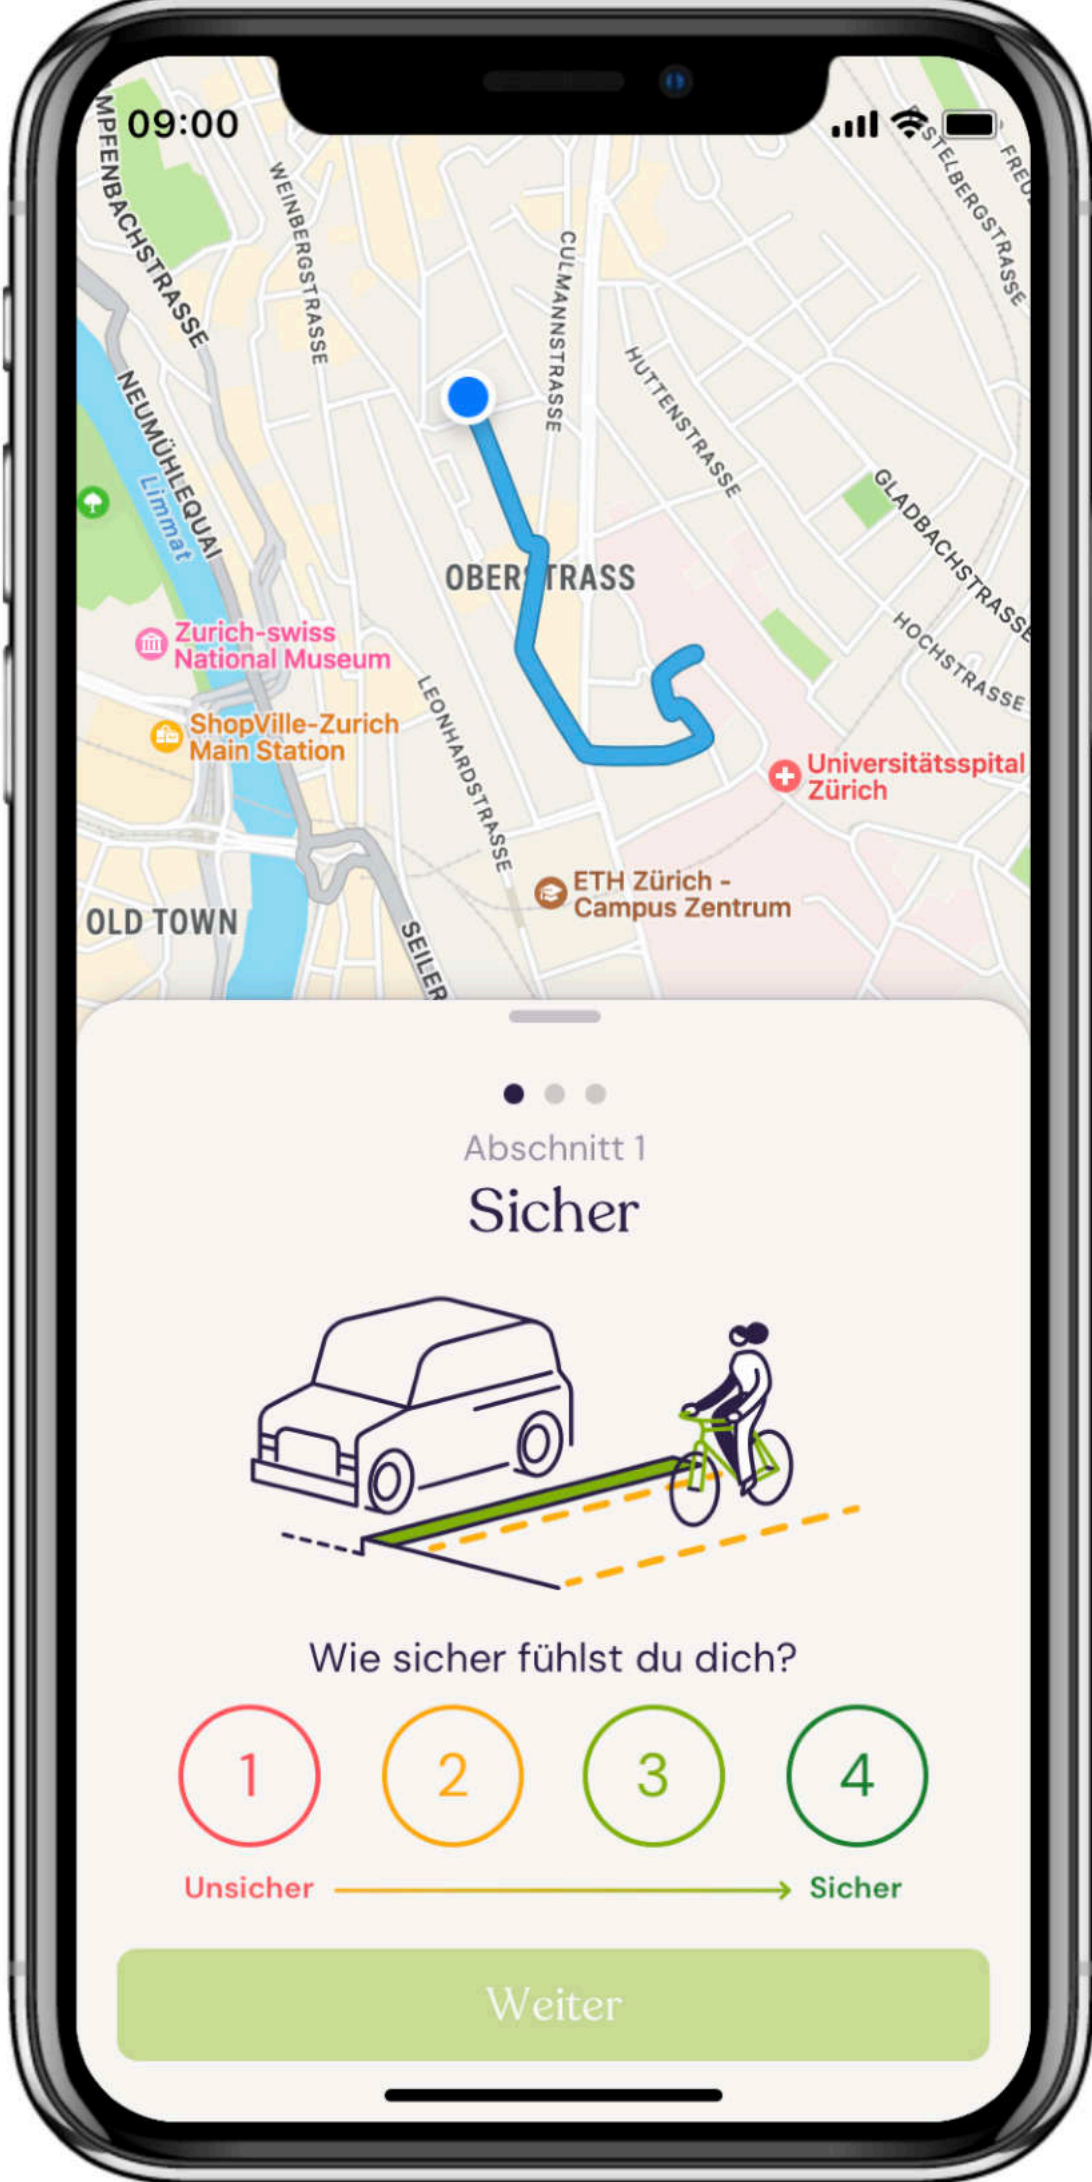 09:00
WEINBERGSTRASSE
CULMANNSTRASSE
HUTTENSTRASSE
NEUMÜHLEQUAI
Limmat
GLADBACHSTRASSE
HOCHSTRASSE
OBERSTRASS
Zurich-swiss
National Museum
ShopVille-Zurich
Main Station
LEONHARDSTRASSE
Universitätsspital
Zürich
ETH Zürich -
Campus Zentrum
OLD TOWN
SEILER
Abschnitt 1
Sicher
Wie sicher fühlst du dich?
1 2 3 4
Unsicher Sicher
Weiter